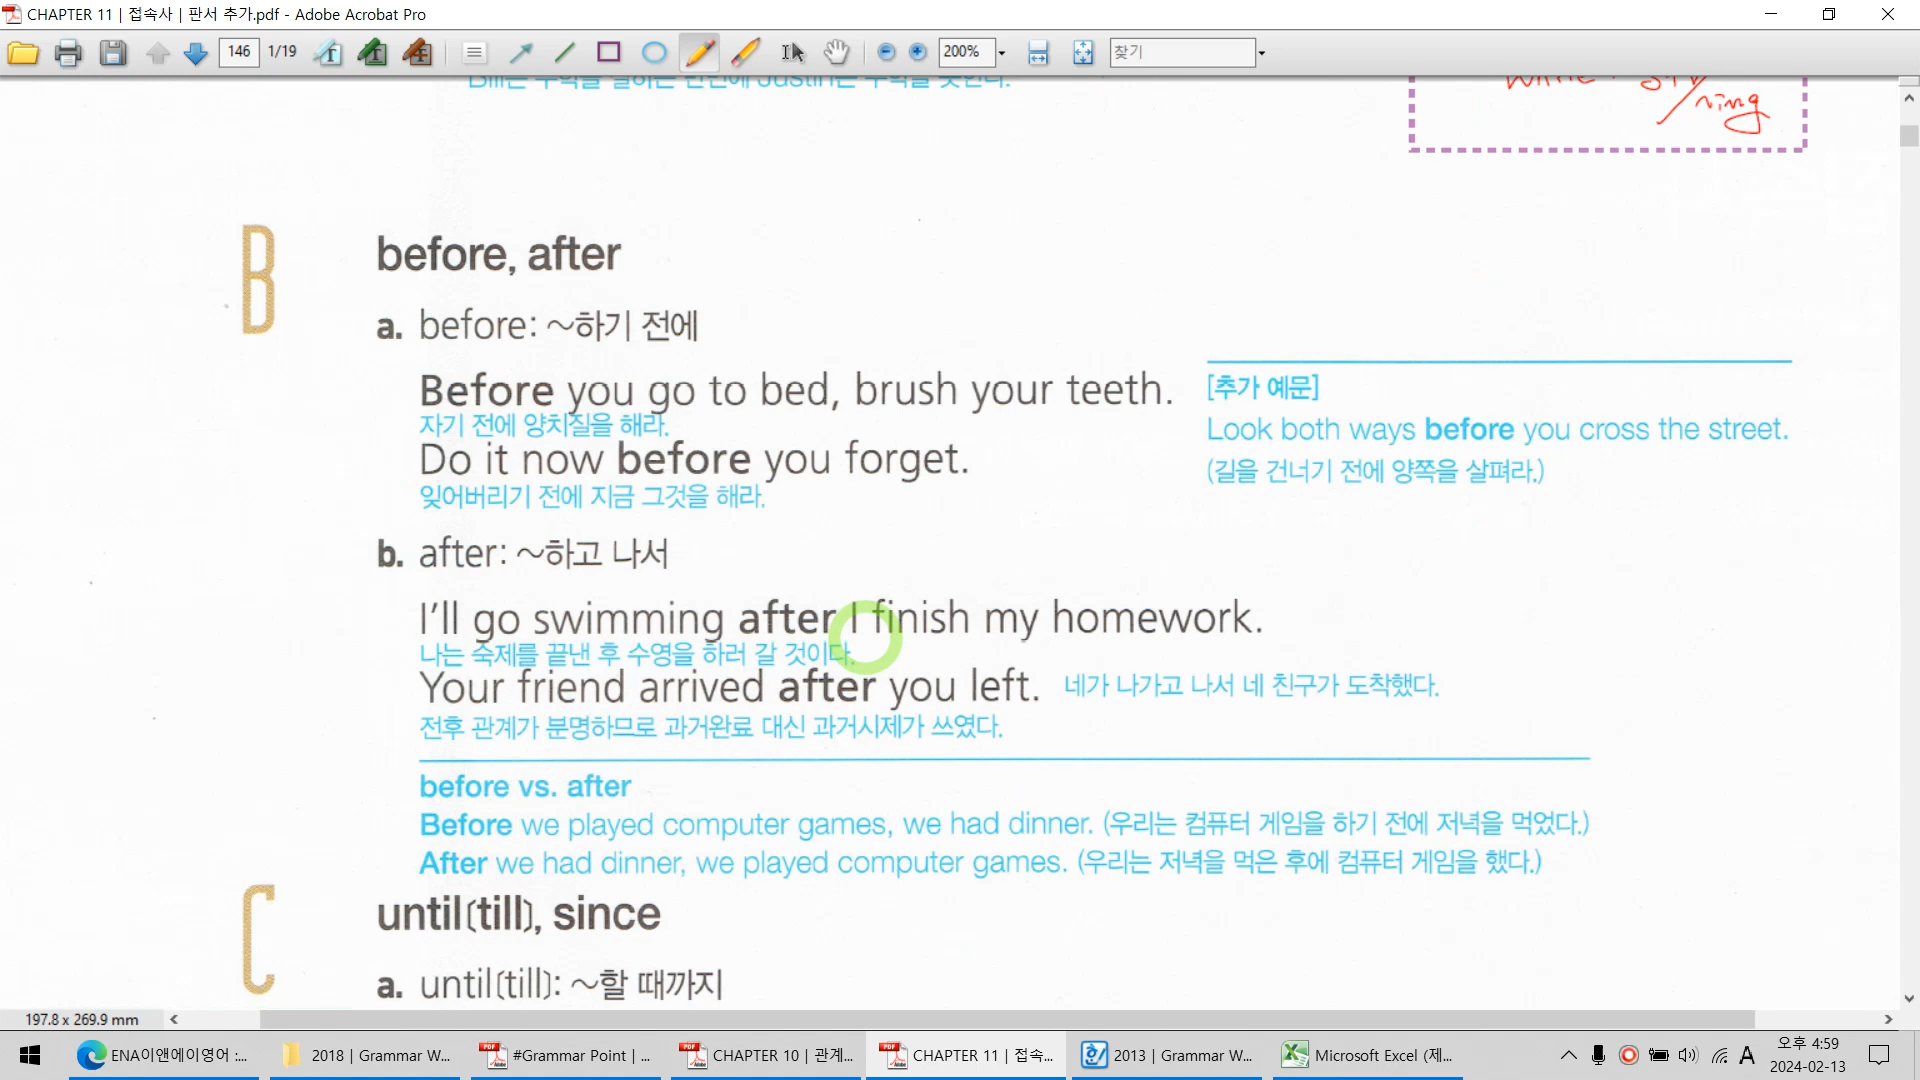 CHAPTER 11 | 접속사 | 판서 추가.pdf - Adobe Acrobat Pro
146 1/19 200% 찾기
ring
B
before, after
a. before: ~하기 전에
Before you go to bed, brush your teeth.
자기 전에 양치질을 해라.
Do it now before you forget.
잊어버리기 전에 지금 그것을 해라.
[추가 예문]
Look both ways before you cross the street.
(길을 건너기 전에 양쪽을 살펴라.)
b. after: ~하고 나서
I'll go swimming after I finish my homework.
나는 숙제를 끝낸 후 수영을 하러 갈 것이다.
Your friend arrived after you left. 네가 나가고 나서 네 친구가 도착했다.
전후 관계가 분명하므로 과거완료 대신 과거시제가 쓰였다.
before vs. after
Before we played computer games, we had dinner. (우리는 컴퓨터 게임을 하기 전에 저녁을 먹었다.)
After we had dinner, we played computer games. (우리는 저녁을 먹은 후에 컴퓨터 게임을 했다.)
C
until(till), since
a. until(till): ~할 때까지
197.8 x 269.9 mm
ENA이앤에이영어 :... 2018 | Grammar W... #Grammar Point | ... CHAPTER 10 | 관계... CHAPTER 11 | 접속... 2013 | Grammar W... Microsoft Excel (제... A 오후 4:59
2024-02-13